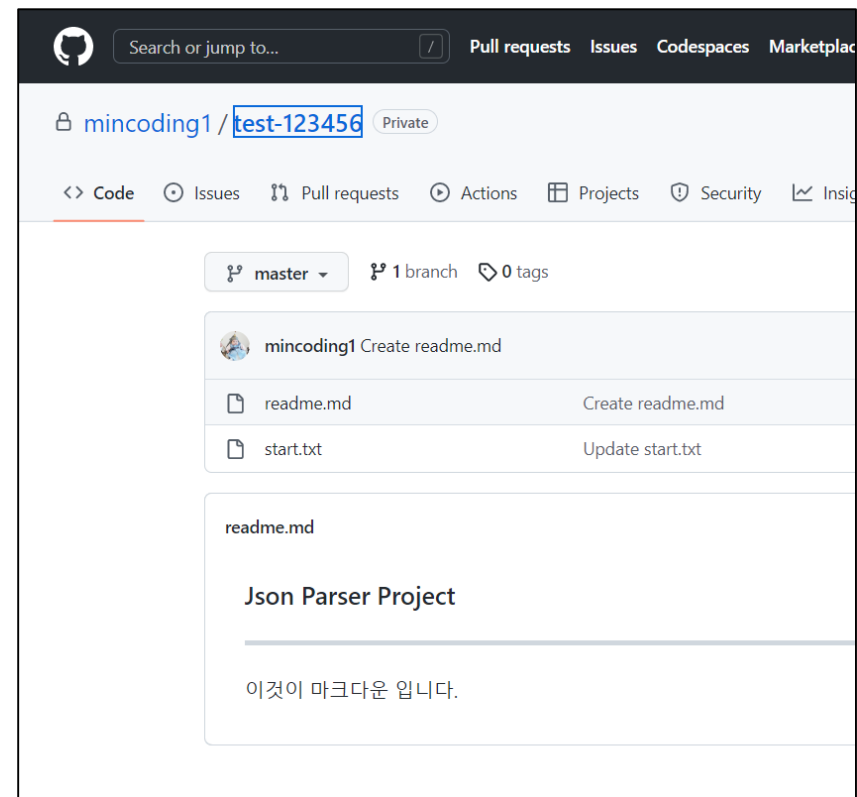 Search or jump to... / Pull requests Issues Codespaces Marketplac
mincoding1 / test-123456 Private
Code Issues Pull requests Actions Projects Security Insig
master 1 branch 0 tags
mincoding1 Create readme.md
readme.md Create readme.md
start.txt Update start.txt
readme.md
Json Parser Project
이것이 마크다운 입니다.